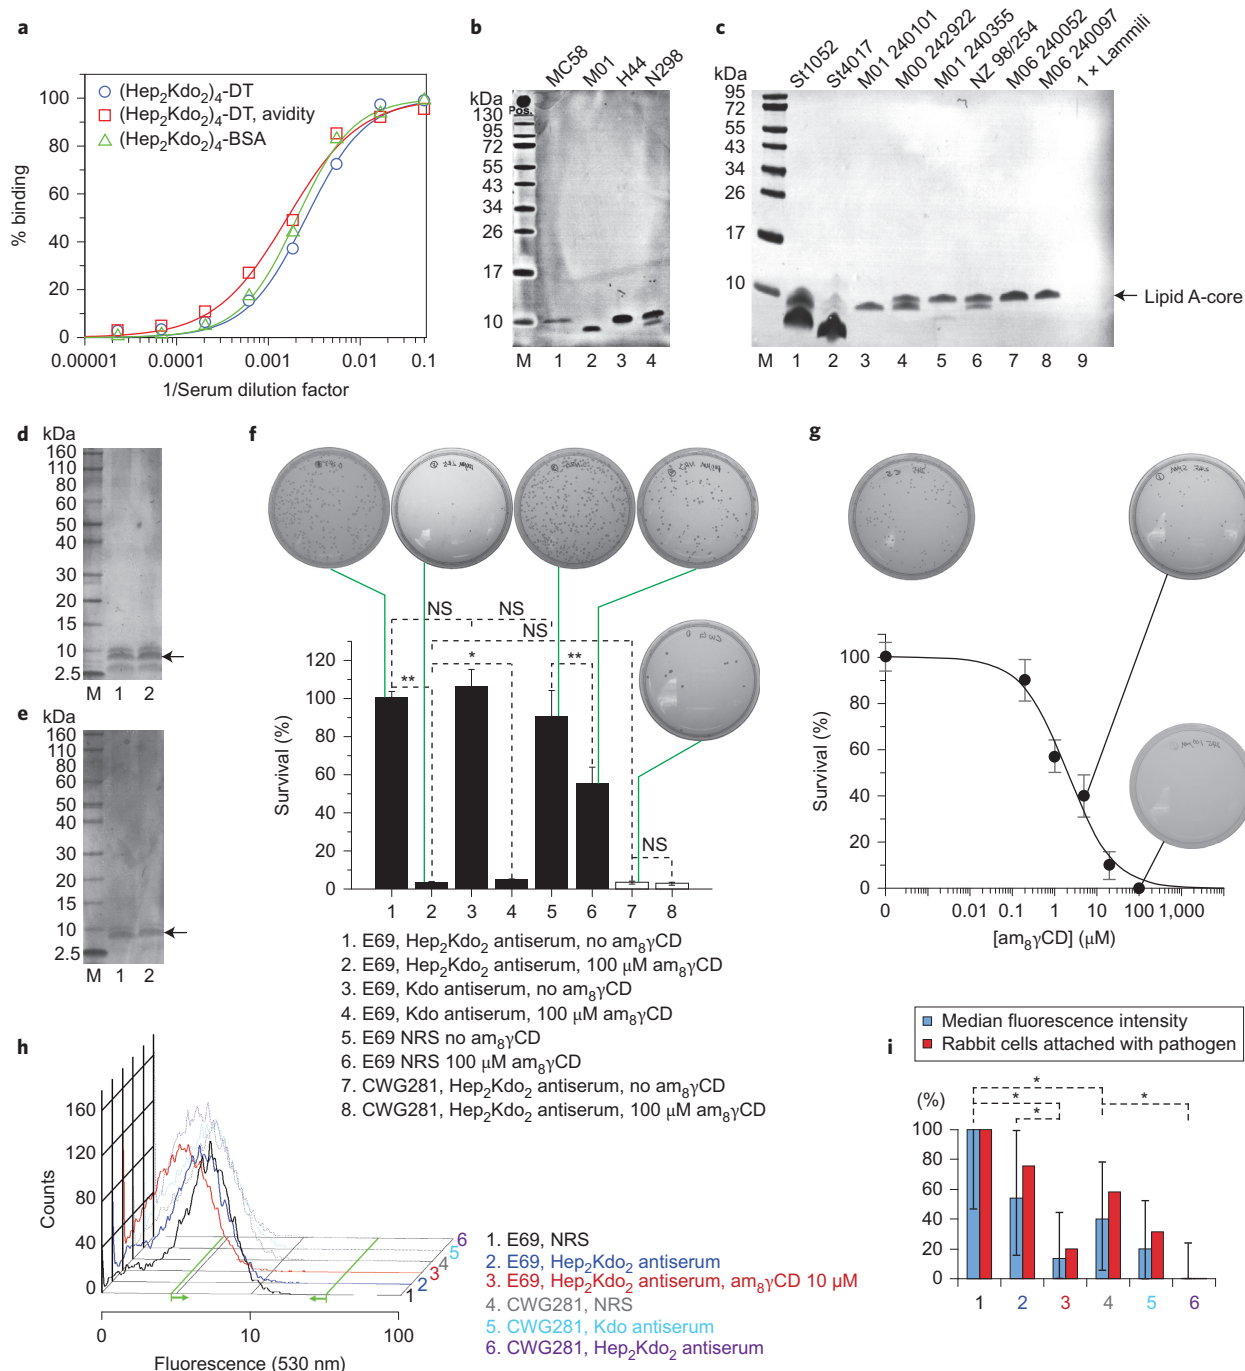 a
% binding
100
80
60
40
20
0
(Hep2Kdo2)4-DT
(Hep2Kdo2)4-DT, avidity
(Hep2Kdo2)4-BSA
0.00001 0.0001 0.001 0.01 0.1
1/Serum dilution factor
b
MC58 M01 H44 N298
kDa
Pos.
130
95
72
55
43
34
26
17
10
M 1 2 3 4
c
St1052 St4017 M01 240101 M00 242922 M01 240355 NZ 98/254 M06 240052 M06 240097 1 × Lammili
kDa
95
72
55
43
34
26
17
10
Lipid A-core
M 1 2 3 4 5 6 7 8 9
d
kDa
160
110
80
60
50
40
30
20
15
10
2.5
M 1 2
e
kDa
160
110
80
60
50
40
30
20
15
10
2.5
M 1 2
f
NS NS
NS
** * **
NS
Survival (%)
120
100
80
60
40
20
0
1 2 3 4 5 6 7 8
1. E69, Hep2Kdo2 antiserum, no am8γCD
2. E69, Hep2Kdo2 antiserum, 100 μM am8γCD
3. E69, Kdo antiserum, no am8γCD
4. E69, Kdo antiserum, 100 μM am8γCD
5. E69 NRS no am8γCD
6. E69 NRS 100 μM am8γCD
7. CWG281, Hep2Kdo2 antiserum, no am8γCD
8. CWG281, Hep2Kdo2 antiserum, 100 μM am8γCD
g
Survival (%)
100
80
60
40
20
0
0 0.01 0.1 1 10 100 1,000
[am8γCD] (μM)
h
Counts
160
120
80
40
0
6
5
4
3
2
1
0 10 100
Fluorescence (530 nm)
1. E69, NRS
2. E69, Hep2Kdo2 antiserum
3. E69, Hep2Kdo2 antiserum, am8γCD 10 μM
4. CWG281, NRS
5. CWG281, Kdo antiserum
6. CWG281, Hep2Kdo2 antiserum
i
Median fluorescence intensity
Rabbit cells attached with pathogen
(%)
* * * *
100
80
60
40
20
0
1 2 3 4 5 6